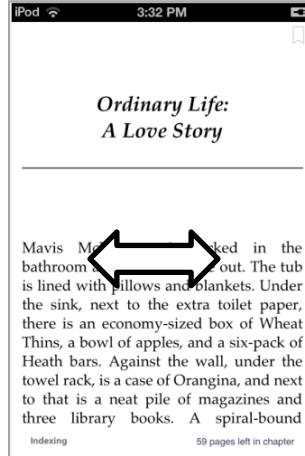 iPod 3:32 PM
Ordinary Life:
A Love Story
Mavis in the
bathroom out. The tub
is lined with pillows and blankets. Under
the sink, next to the extra toilet paper,
there is an economy-sized box of Wheat
Thins, a bowl of apples, and a six-pack of
Heath bars. Against the wall, under the
towel rack, is a case of Orangina, and next
to that is a neat pile of magazines and
three library books. A spiral-bound
Indexing 59 pages left in chapter